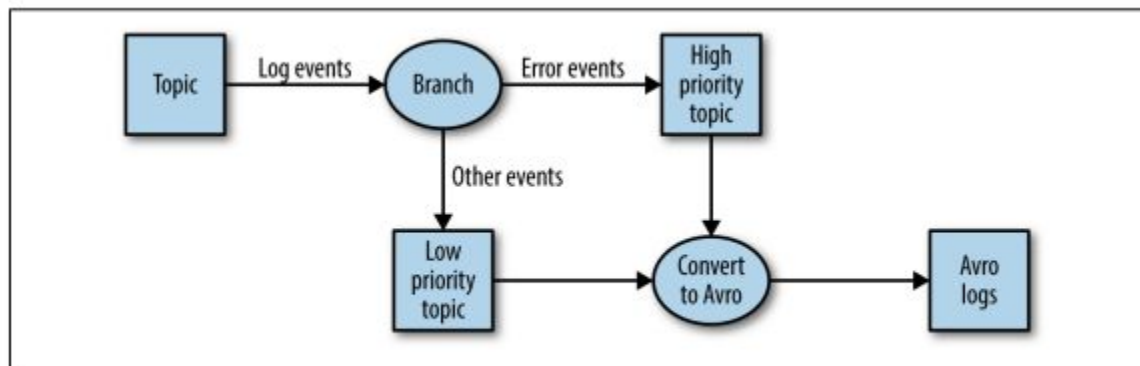 Topic
Log events
Branch
Error events
High
priority
topic
Other events
Low
priority
topic
Convert
to Avro
Avro
logs